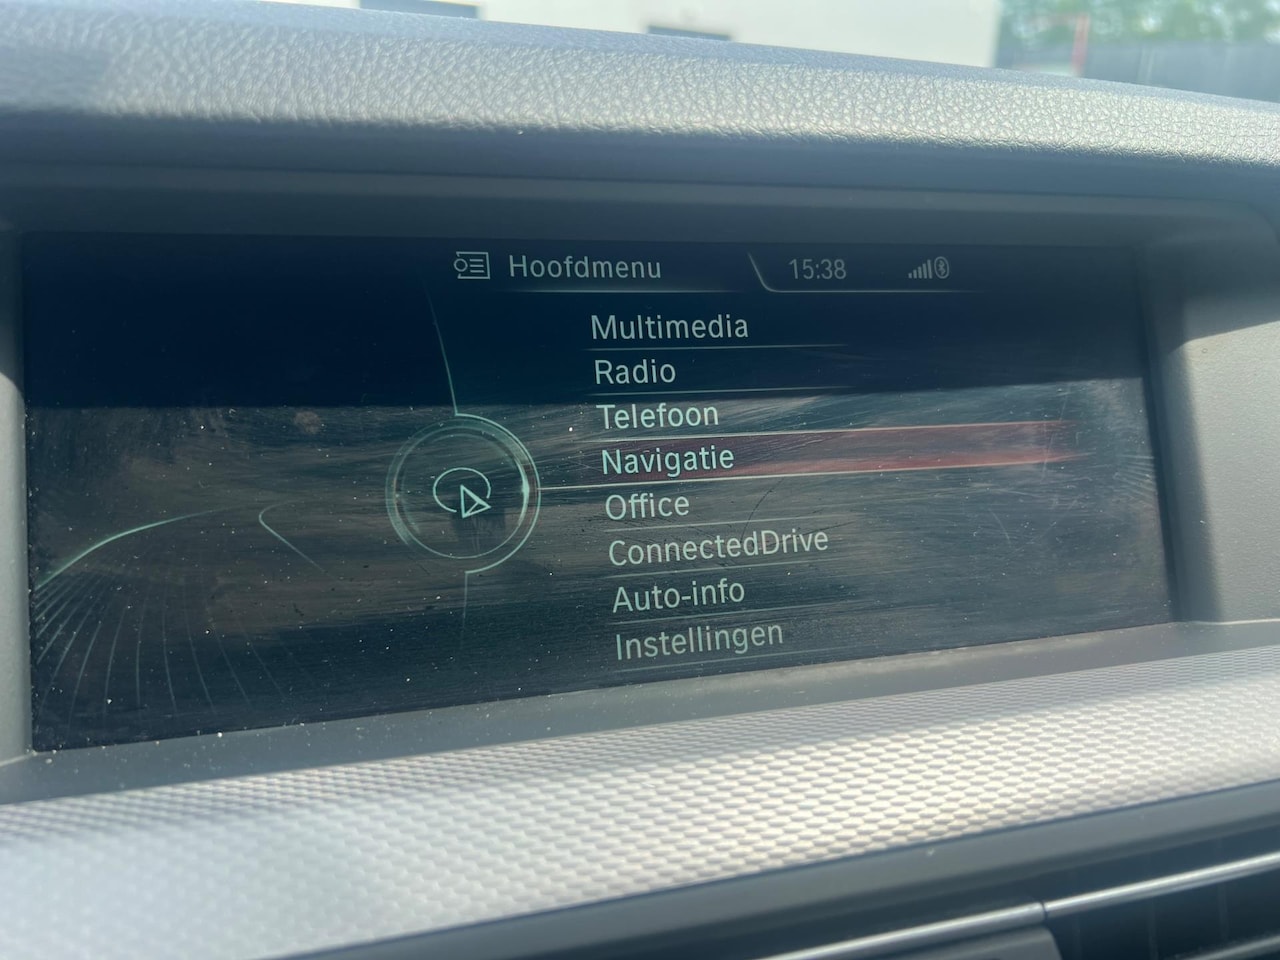 Hoofdmenu
15:38
Multimedia
Radio
Telefoon
Navigatie
Office
ConnectedDrive
Auto-info
Instellingen